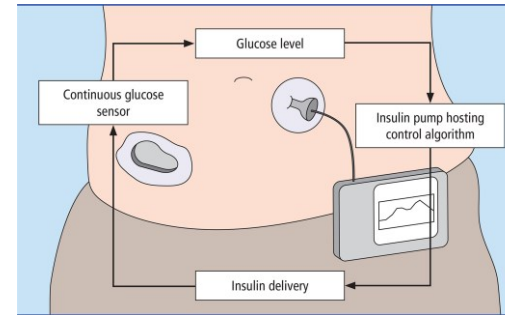 Glucose level
Continuous glucose
sensor
Insulin pump hosting
control algorithm
Insulin delivery